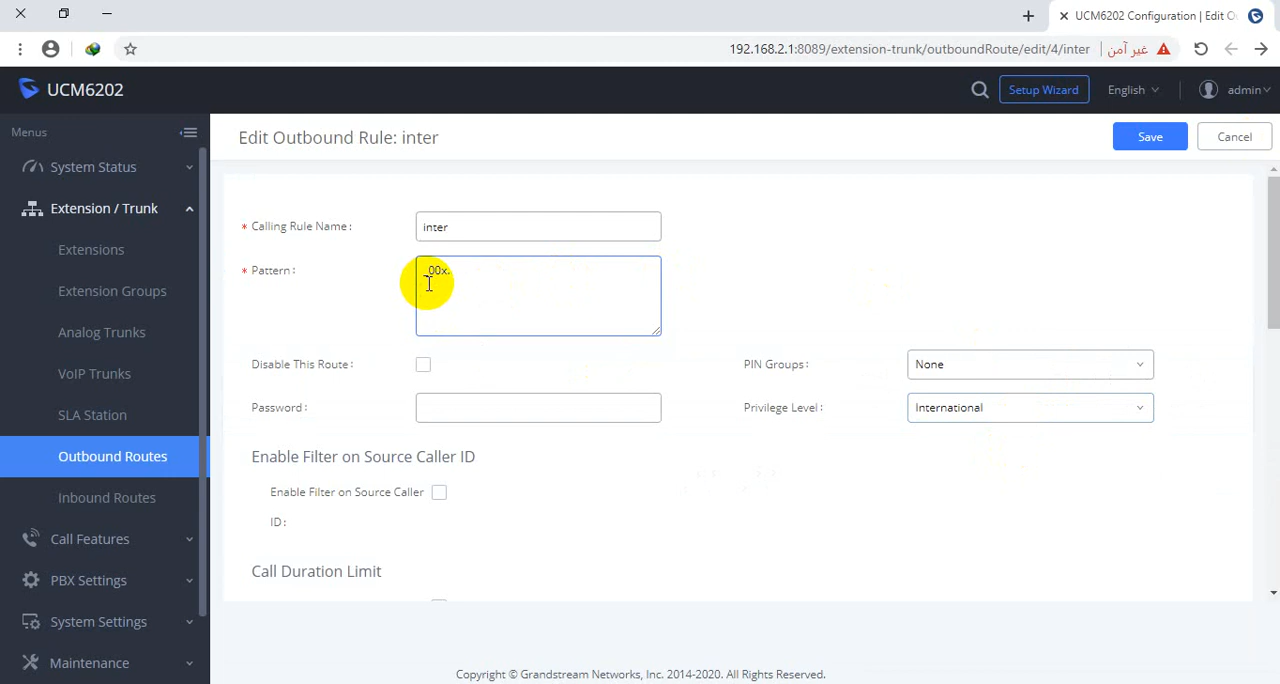 UCM6202 Configuration | Edit O
192.168.2.1:8089/extension-trunk/outboundRoute/edit/4/inter
غير آمن
UCM6202
Setup Wizard
English
admin
Menus
System Status
Extension / Trunk
Extensions
Extension Groups
Analog Trunks
VoIP Trunks
SLA Station
Outbound Routes
Inbound Routes
Call Features
PBX Settings
System Settings
Maintenance
Edit Outbound Rule: inter
Save
Cancel
* Calling Rule Name :
inter
* Pattern :
_00x.
Disable This Route :
PIN Groups :
None
Password :
Privilege Level :
International
Enable Filter on Source Caller ID
Enable Filter on Source Caller
ID :
Call Duration Limit
Copyright © Grandstream Networks, Inc. 2014-2020. All Rights Reserved.